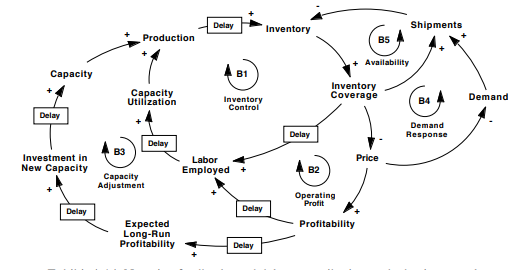 Delay
Production
+
+
+
Inventory
-
Shipments
+
+
B5
Availability
+
Capacity
+
B1
Inventory
Control
Inventory
Coverage
B4
Demand
Response
Demand
-
Capacity
Utilization
+
Delay
Delay
Delay
-
Price
B3
Capacity
Adjustment
Investment in
New Capacity
+
Labor
Employed
+
+
B2
Operating
Profit
+
Delay
Delay
Profitability
Expected
Long-Run
Profitability
+
Delay